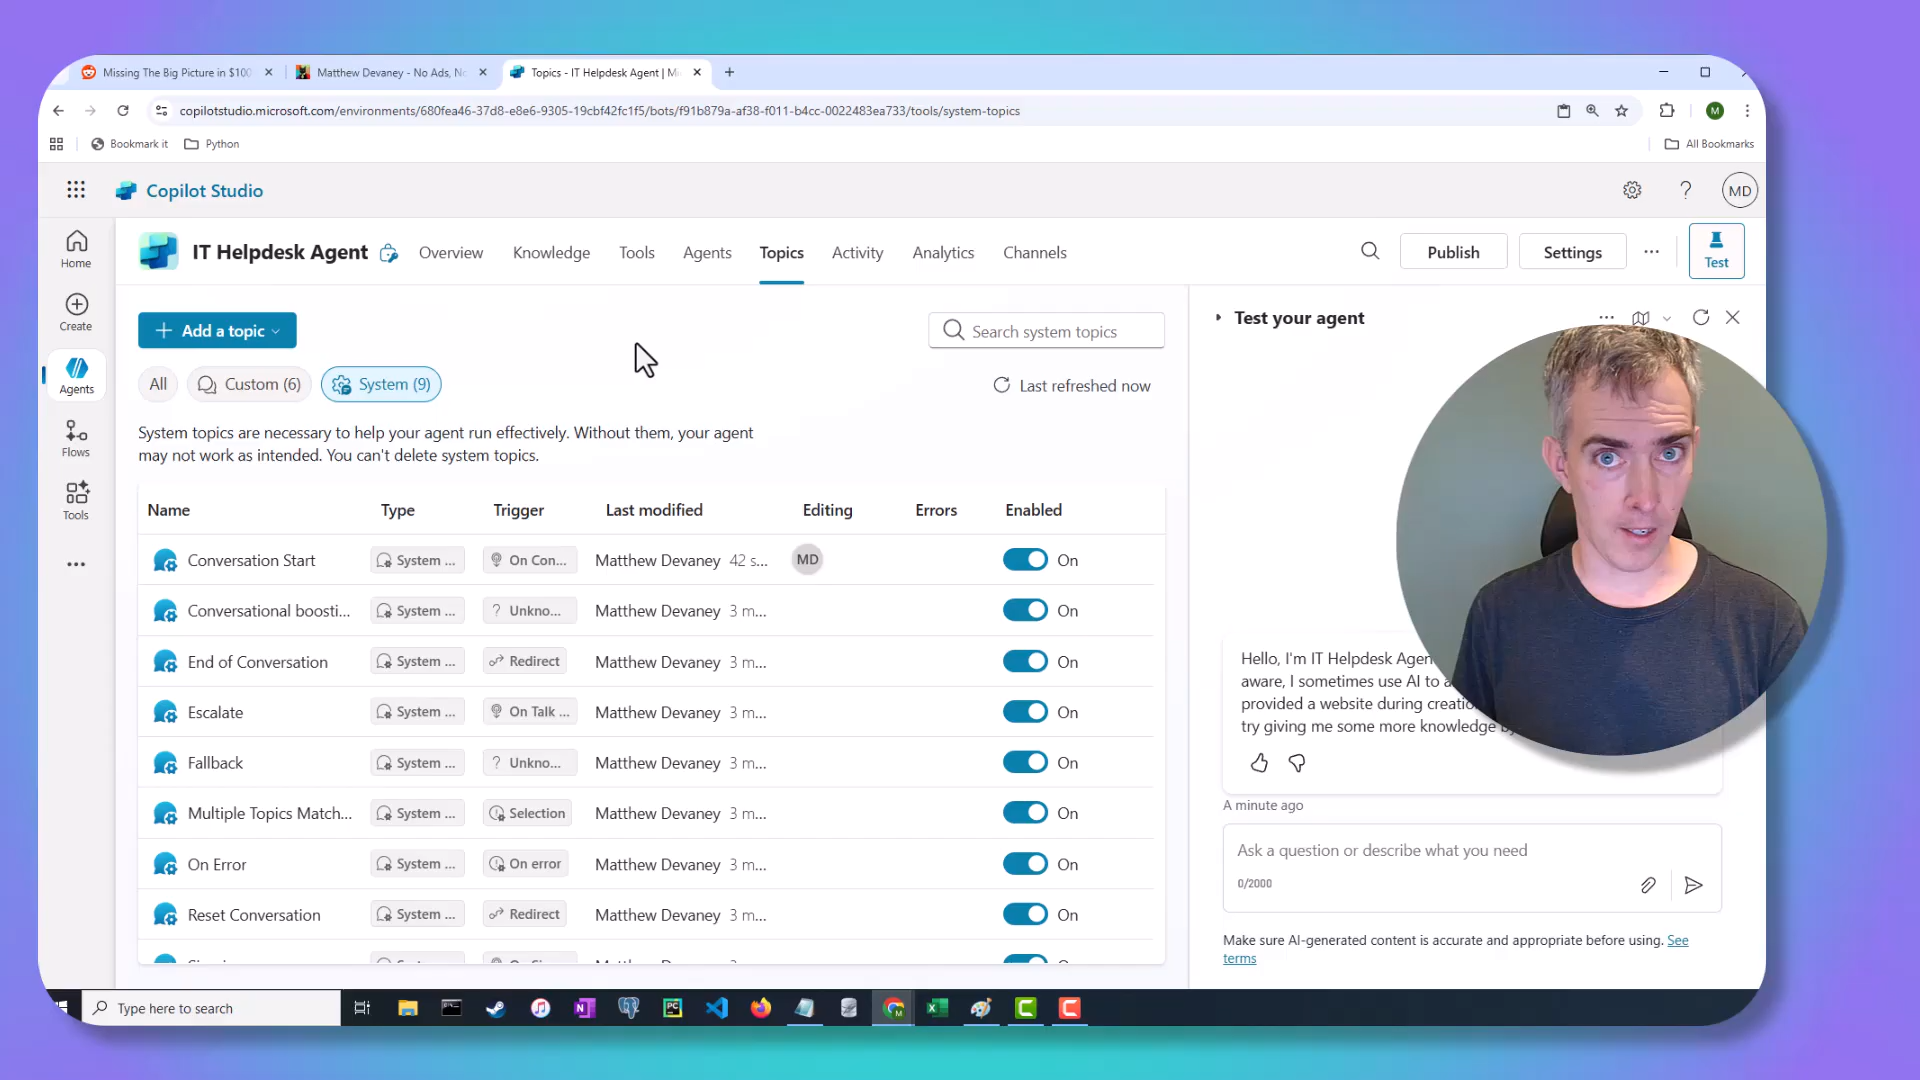 Missing The Big Picture in $100
Matthew Devaney - No Ads, No
Topics - IT Helpdesk Agent | Mi
copilotstudio.microsoft.com/environments/680fea46-37d8-e8e6-9305-19cbf42fc1f5/bots/f91b879a-af38-f011-b4cc-0022483ea733/tools/system-topics
M
Bookmark it
Python
All Bookmarks
Copilot Studio
MD
IT Helpdesk Agent
Overview
Knowledge
Tools
Agents
Topics
Activity
Analytics
Channels
Publish
Settings
Test
Home
Create
Agents
Flows
Tools
Add a topic
Search system topics
All
Custom (6)
System (9)
Last refreshed now
System topics are necessary to help your agent run effectively. Without them, your agent
may not work as intended. You can't delete system topics.
Name Type Trigger Last modified Editing Errors Enabled
Conversation Start System ... On Con... Matthew Devaney 42 s... MD On
Conversational boosti... System ... ? Unkno... Matthew Devaney 3 m... On
End of Conversation System ... Redirect Matthew Devaney 3 m... On
Escalate System ... On Talk ... Matthew Devaney 3 m... On
Fallback System ... ? Unkno... Matthew Devaney 3 m... On
Multiple Topics Match... System ... Selection Matthew Devaney 3 m... On
On Error System ... On error Matthew Devaney 3 m... On
Reset Conversation System ... Redirect Matthew Devaney 3 m... On
Test your agent
Hello, I'm IT Helpdesk Agen
aware, I sometimes use AI to a
provided a website during creatio
try giving me some more knowledge b
A minute ago
Ask a question or describe what you need
0/2000
Make sure AI-generated content is accurate and appropriate before using. See
terms
Type here to search